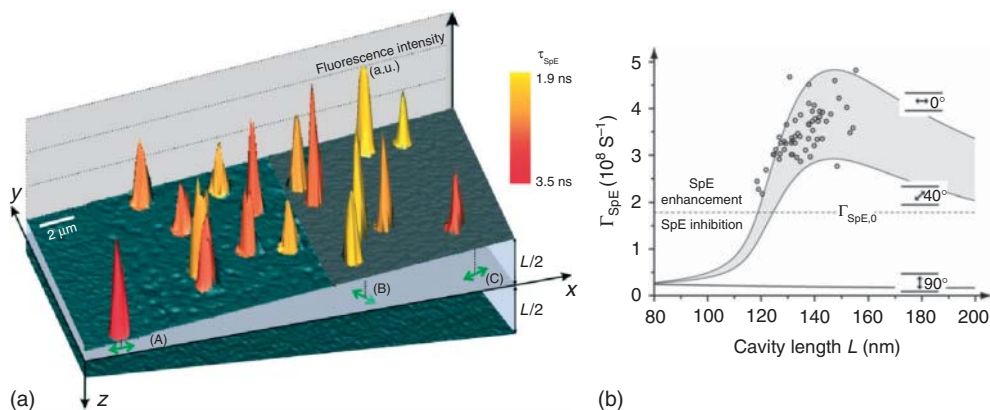 Fluorescence intensity
(a.u.)
τSpE
1.9 ns
3.5 ns
y
2 μm
L/2
x
L/2
(A)
(B)
(C)
z
(a)
ΓSpE (10⁸ S⁻¹)
5
4
3
2
1
0
0°
40°
90°
SpE
enhancement
SpE inhibition
ΓSpE,0
80
100
120
140
160
180
200
Cavity length L (nm)
(b)